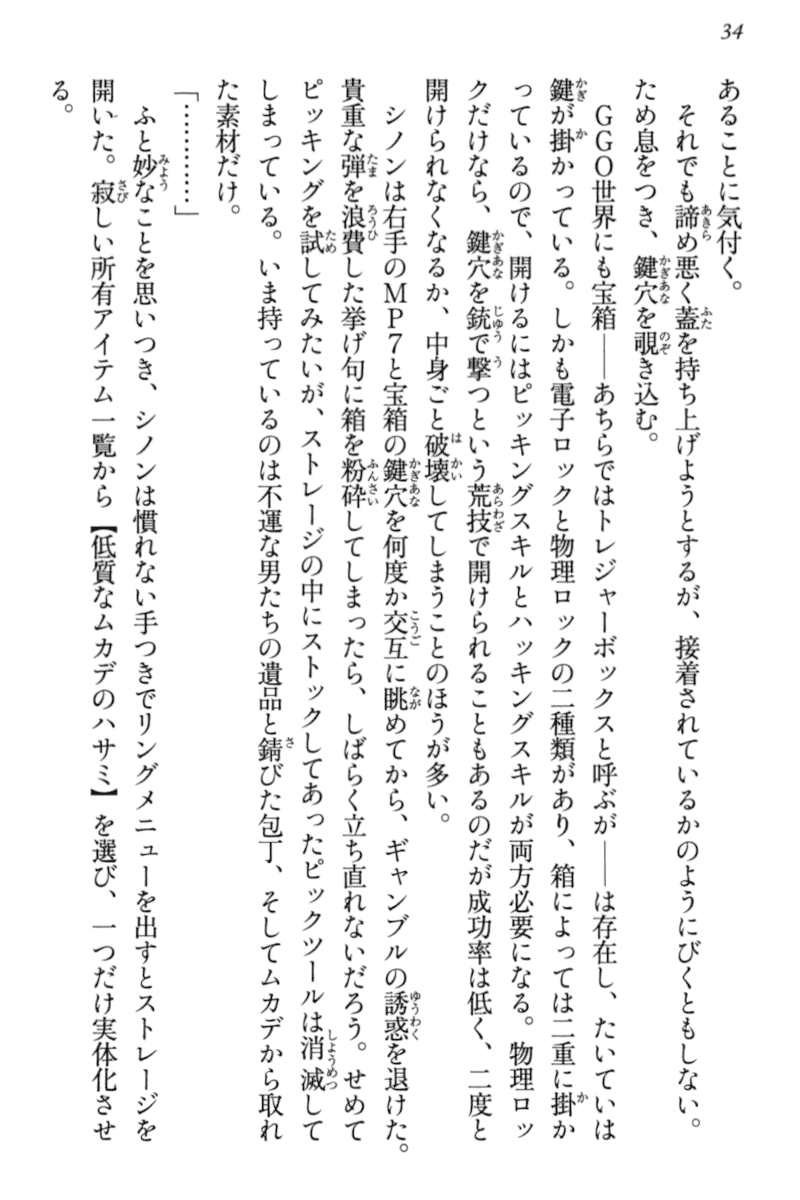 34
あることに気付く。
　それでも諦め悪く蓋を持ち上げようとするが、接着されているかのようにびくともしない。
ため息をつき、鍵穴を覗き込む。
　ＧＧＯ世界にも宝箱――あちらではトレジャーボックスと呼ぶが――は存在し、たいていは
鍵が掛かっている。しかも電子ロックと物理ロックの二種類があり、箱によっては二重に掛か
っているので、開けるにはピッキングスキルとハッキングスキルが両方必要になる。物理ロッ
クだけなら、鍵穴を銃で撃つという荒技で開けられることもあるのだが成功率は低く、二度と
開けられなくなるか、中身ごと破壊してしまうことのほうが多い。
　シノンは右手のＭＰ７と宝箱の鍵穴を何度か交互に眺めてから、ギャンブルの誘惑を退けた。
貴重な弾を浪費した挙げ句に箱を粉砕してしまったら、しばらく立ち直れないだろう。せめて
ピッキングを試してみたいが、ストレージの中にストックしてあったピックツールは消滅して
しまっている。いま持っているのは不運な男たちの遺品と錆びた包丁、そしてムカデから取れ
た素材だけ。
「…………」
　ふと妙なことを思いつき、シノンは慣れない手つきでリングメニューを出すとストレージを
開いた。寂しい所有アイテム一覧から【低質なムカデのハサミ】を選び、一つだけ実体化させ
る。